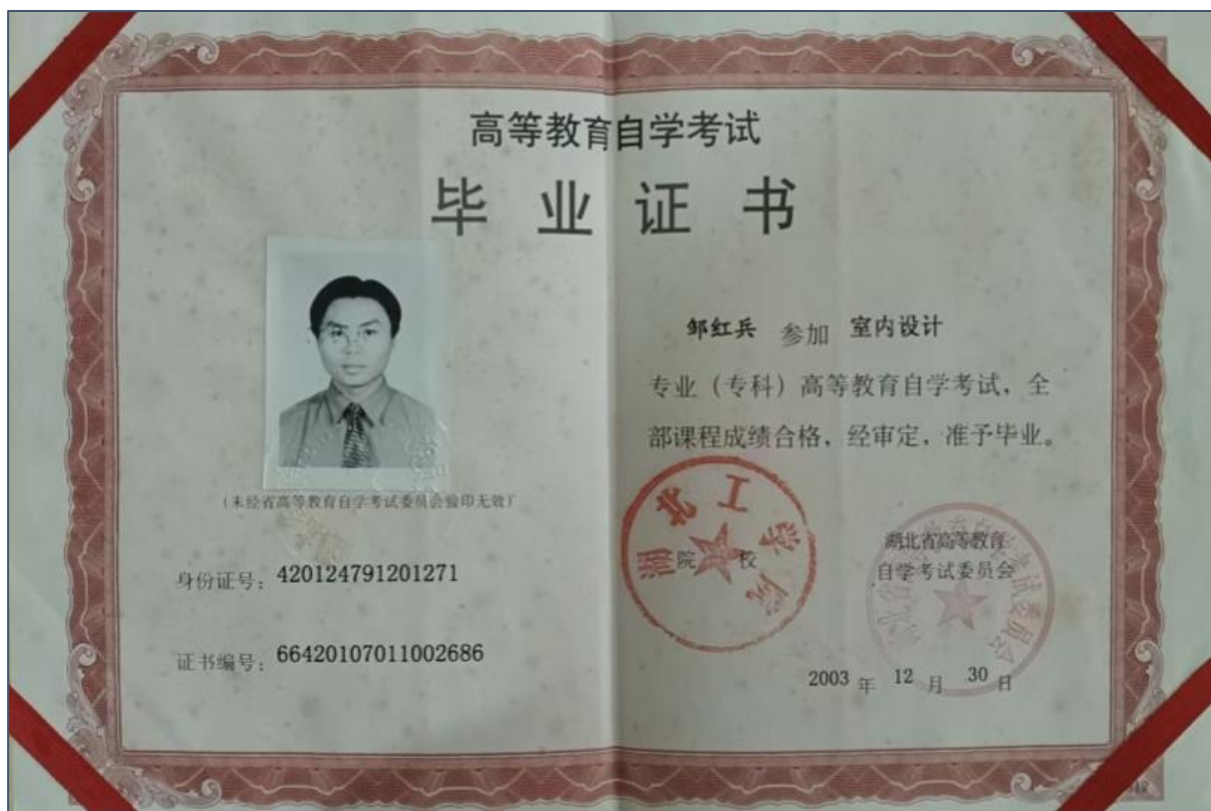 高等教育自学考试
毕业证书
(未经省高等教育自学考试委员会验印无效)
身份证号：420124791201271
证书编号：66420107011002686
邹红兵 参加 室内设计
专业（专科）高等教育自学考试，全
部课程成绩合格，经审定，准予毕业。
湖北工学院
院 校
湖北省高等教育
自学考试委员会
2003 年 12 月 30 日